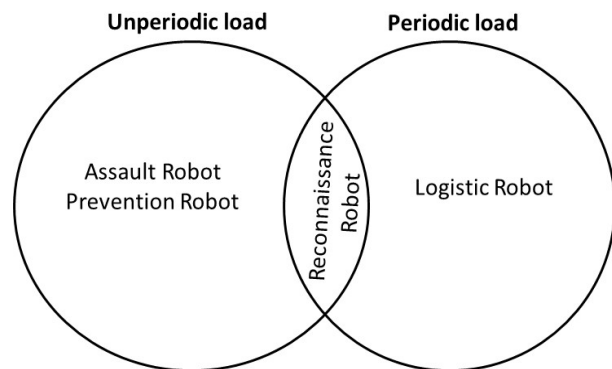 Unperiodic load
Periodic load
Assault Robot
Prevention Robot
Reconnaissance
Robot
Logistic Robot